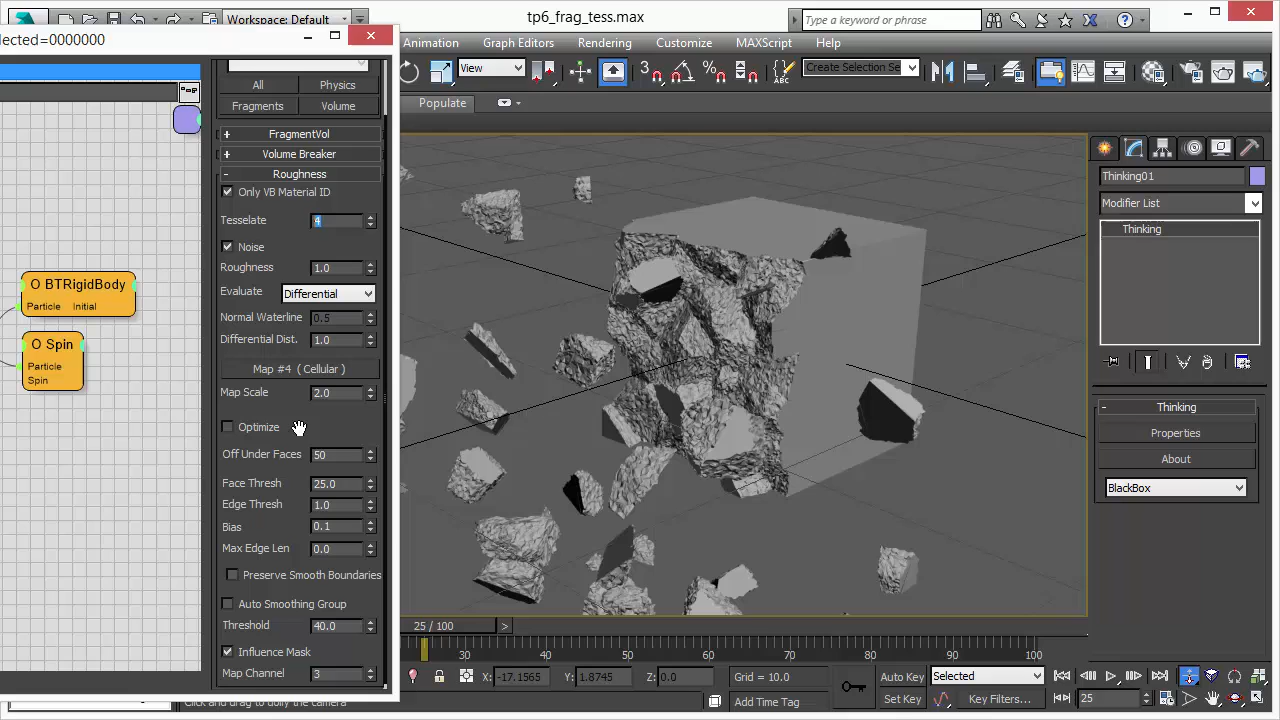 Workspace: Default
tp6_frag_tess.max
Type a keyword or phrase
lected=0000000
Animation
Graph Editors
Rendering
Customize
MAXScript
Help
View
Create Selection Se
Populate
All
Physics
Fragments
Volume
+ FragmentVol
+ Volume Breaker
- Roughness
Only VB Material ID
Tesselate 4
Noise
Roughness 1.0
Evaluate Differential
Normal Waterline 0.5
Differential Dist. 1.0
Map #4 ( Cellular )
Map Scale 2.0
Optimize
Off Under Faces 50
Face Thresh 25.0
Edge Thresh 1.0
Bias 0.1
Max Edge Len 0.0
Preserve Smooth Boundaries
Auto Smoothing Group
Threshold 40.0
Influence Mask
Map Channel 3
O BTRigidBody
Particle Initial
O Spin
Particle
Spin
Thinking01
Modifier List
Thinking
- Thinking
Properties
About
BlackBox
25 / 100 >
30 40 50 60 70 80 90 100
X: -17.1565 Y: 1.8745 Z: 0.0 Grid = 10.0
Auto Key Selected
Click and drag to dolly the camera
Add Time Tag
Set Key Key Filters...
25